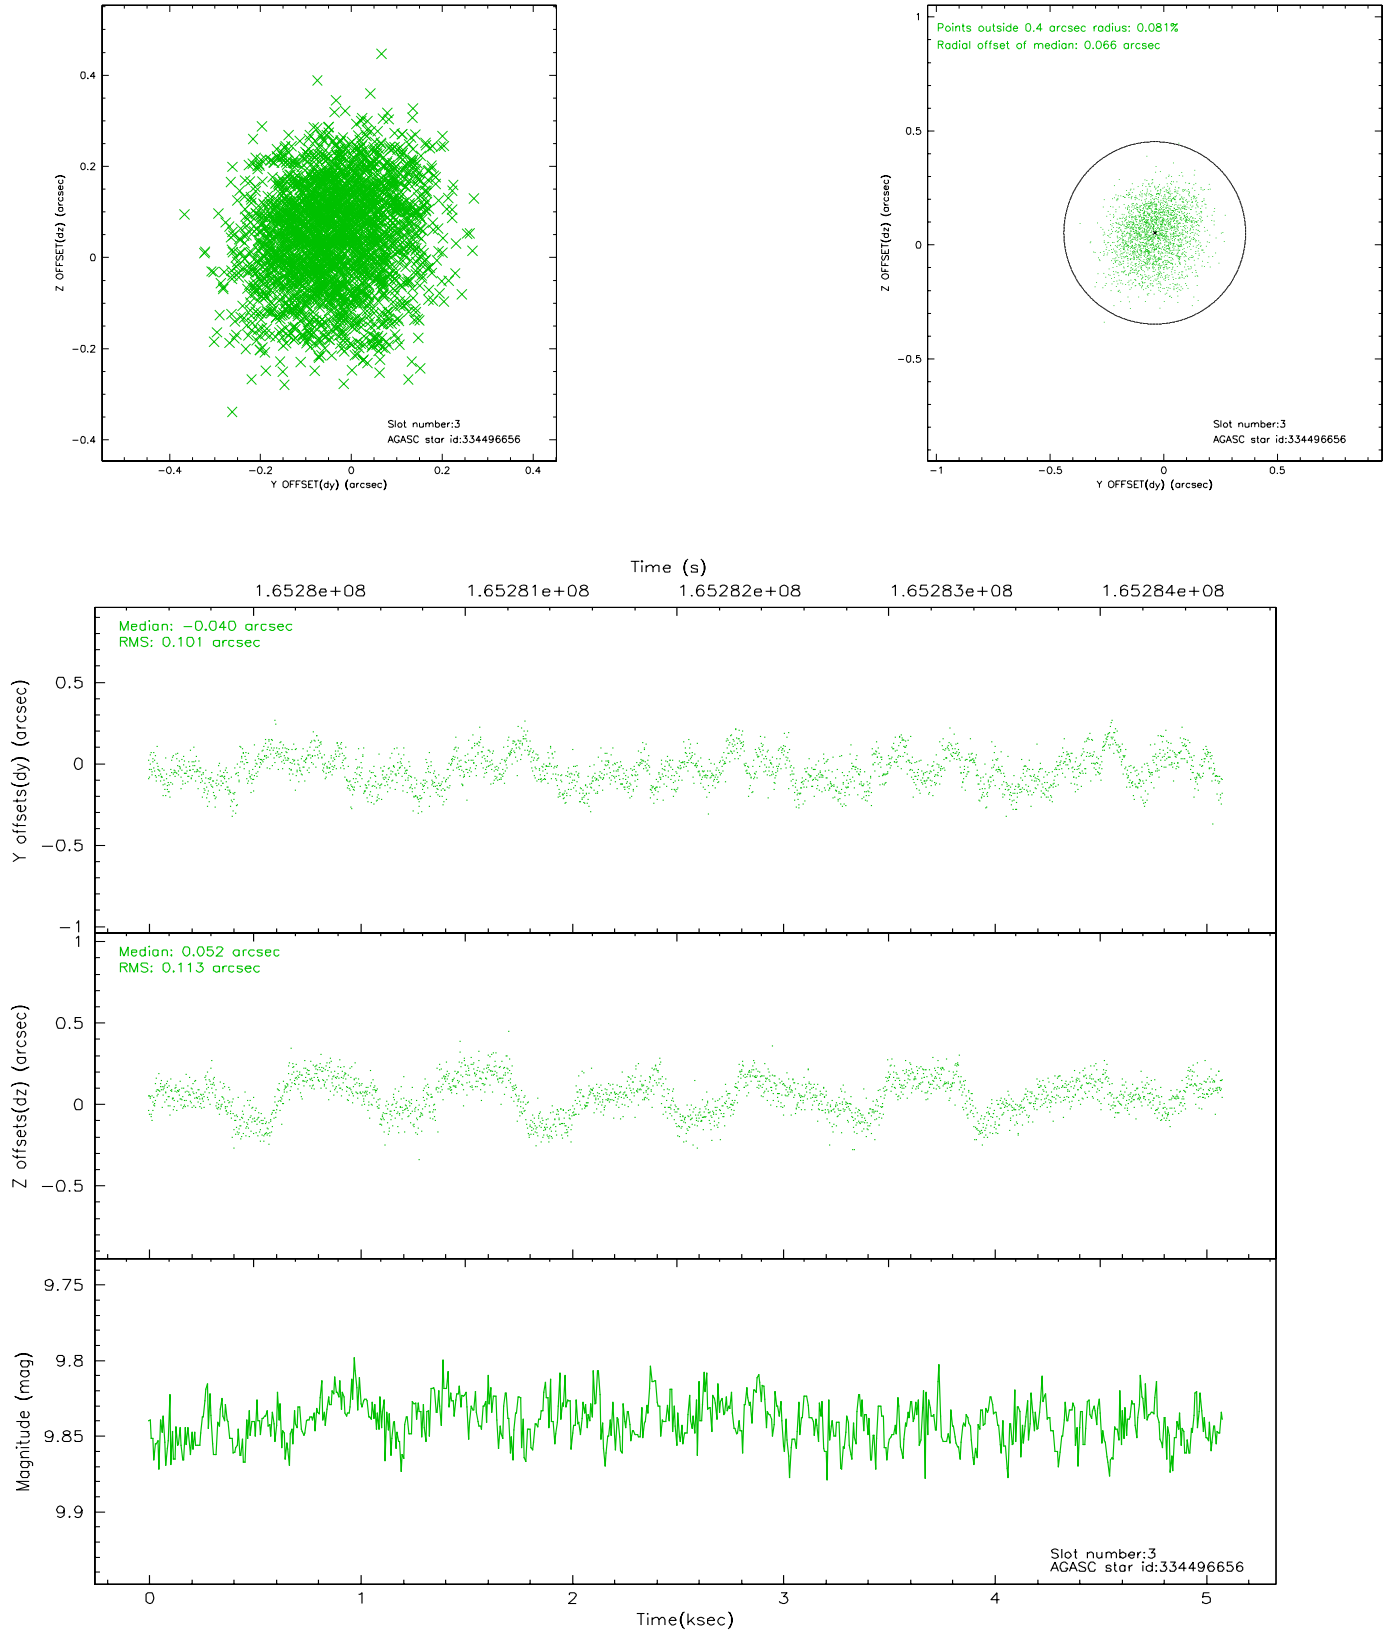 0.4
0.2
0
−0.2
−0.4
Z OFFSET(dz) (arcsec)
−0.4
−0.2
0
0.2
0.4
Y OFFSET(dy) (arcsec)
Slot number:3
AGASC star id:334496656
Points outside 0.4 arcsec radius: 0.081%
Radial offset of median: 0.066 arcsec
1
0.5
0
−0.5
Z OFFSET(dz) (arcsec)
−1
−0.5
0
0.5
Y OFFSET(dy) (arcsec)
Slot number:3
AGASC star id:334496656
Time (s)
1.6528e+08
1.65281e+08
1.65282e+08
1.65283e+08
1.65284e+08
Median: −0.040 arcsec
RMS: 0.101 arcsec
0.5
0
−0.5
−1
Y offsets(dy) (arcsec)
Median: 0.052 arcsec
RMS: 0.113 arcsec
1
0.5
0
−0.5
Z offsets(dz) (arcsec)
9.75
9.8
9.85
9.9
Magnitude (mag)
Slot number:3
AGASC star id:334496656
0
1
2
3
4
5
Time(ksec)